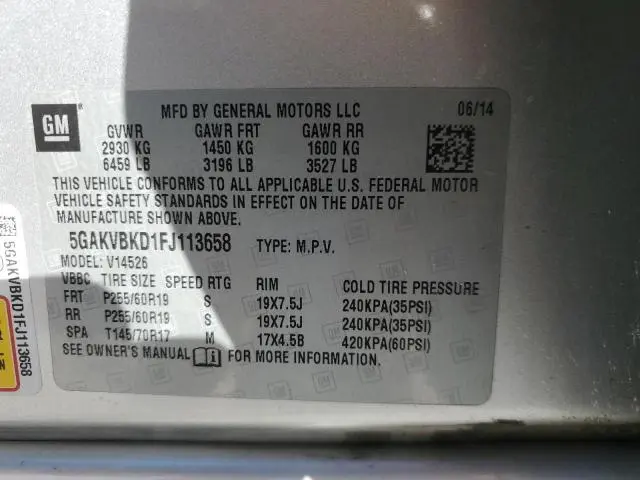 GM
®
MFD BY GENERAL MOTORS LLC 06/14
GVWR GAWR FRT GAWR RR
2930 KG 1450 KG 1600 KG
6459 LB 3196 LB 3527 LB
THIS VEHICLE CONFORMS TO ALL APPLICABLE U.S. FEDERAL MOTOR
VEHICLE SAFETY STANDARDS IN EFFECT ON THE DATE OF
MANUFACTURE SHOWN ABOVE.
5GAKVBKD1FJ113658 TYPE: M.P.V.
MODEL: V14526
VBBC TIRE SIZE SPEED RTG RIM COLD TIRE PRESSURE
FRT P255/60R19 S 19X7.5J 240KPA(35PSI)
RR P255/60R19 S 19X7.5J 240KPA(35PSI)
SPA T145/70R17 M 17X4.5B 420KPA(60PSI)
SEE OWNER'S MANUAL FOR MORE INFORMATION.
5GAKVBKD1FJ113658